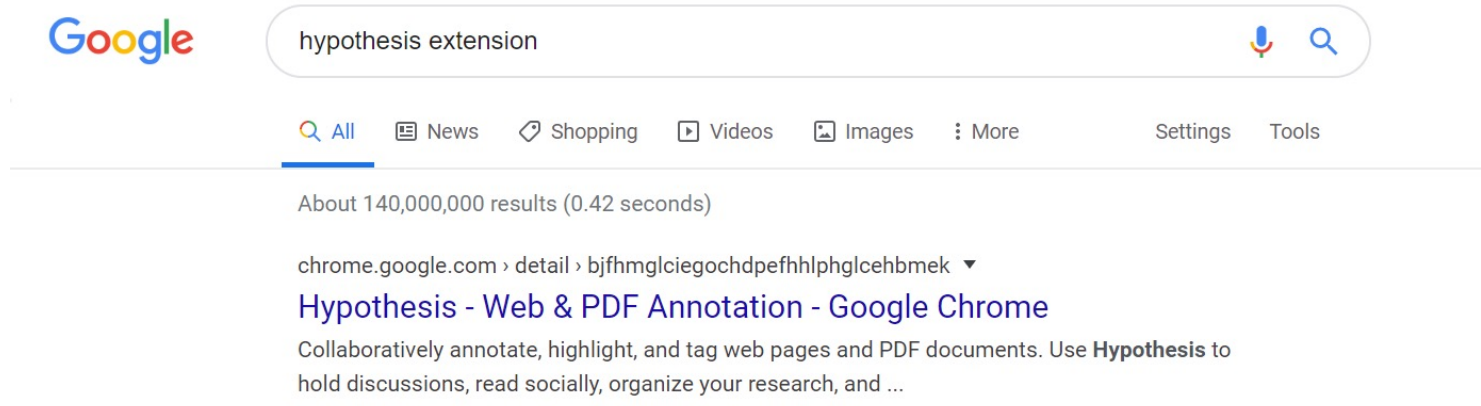 Google
hypothesis extension
All News Shopping Videos Images More Settings Tools
About 140,000,000 results (0.42 seconds)
chrome.google.com › detail › bjfhmglciegochdpefhhlphglcehbmek
Hypothesis - Web & PDF Annotation - Google Chrome
Collaboratively annotate, highlight, and tag web pages and PDF documents. Use Hypothesis to
hold discussions, read socially, organize your research, and ...